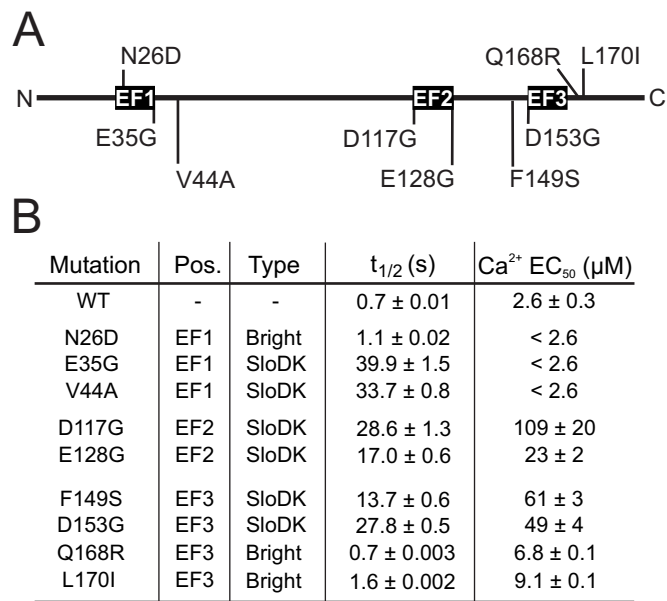 A
N26D
Q168R
L170I
N
EF1
EF2
EF3
C
E35G
D117G
D153G
V44A
E128G
F149S
B
Mutation Pos. Type t1/2 (s) Ca2+ EC50 (µM)
WT - - 0.7 ± 0.01 2.6 ± 0.3
N26D EF1 Bright 1.1 ± 0.02 < 2.6
E35G EF1 SloDK 39.9 ± 1.5 < 2.6
V44A EF1 SloDK 33.7 ± 0.8 < 2.6
D117G EF2 SloDK 28.6 ± 1.3 109 ± 20
E128G EF2 SloDK 17.0 ± 0.6 23 ± 2
F149S EF3 SloDK 13.7 ± 0.6 61 ± 3
D153G EF3 SloDK 27.8 ± 0.5 49 ± 4
Q168R EF3 Bright 0.7 ± 0.003 6.8 ± 0.1
L170I EF3 Bright 1.6 ± 0.002 9.1 ± 0.1